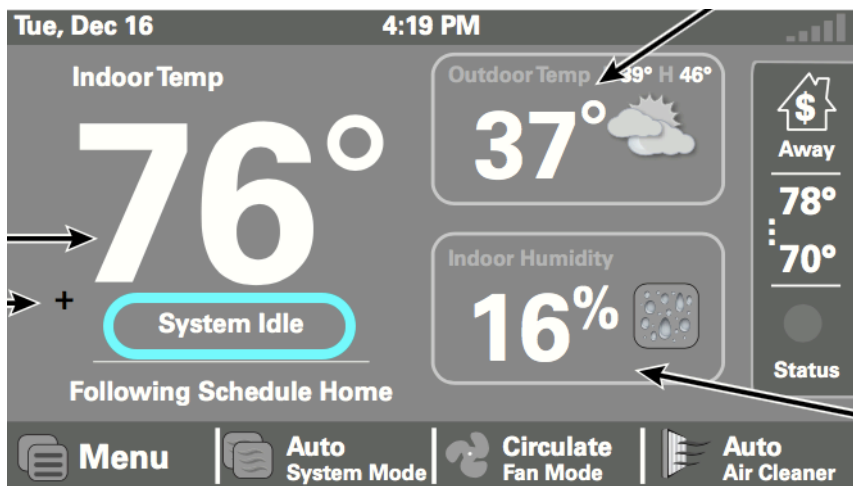 Tue, Dec 16
4:19 PM
Indoor Temp
76°
+
System Idle
Following Schedule Home
Outdoor Temp 39° H 46°
37°
Indoor Humidity
16%
$
Away
78°
70°
Status
Menu
Auto
System Mode
Circulate
Fan Mode
Auto
Air Cleaner